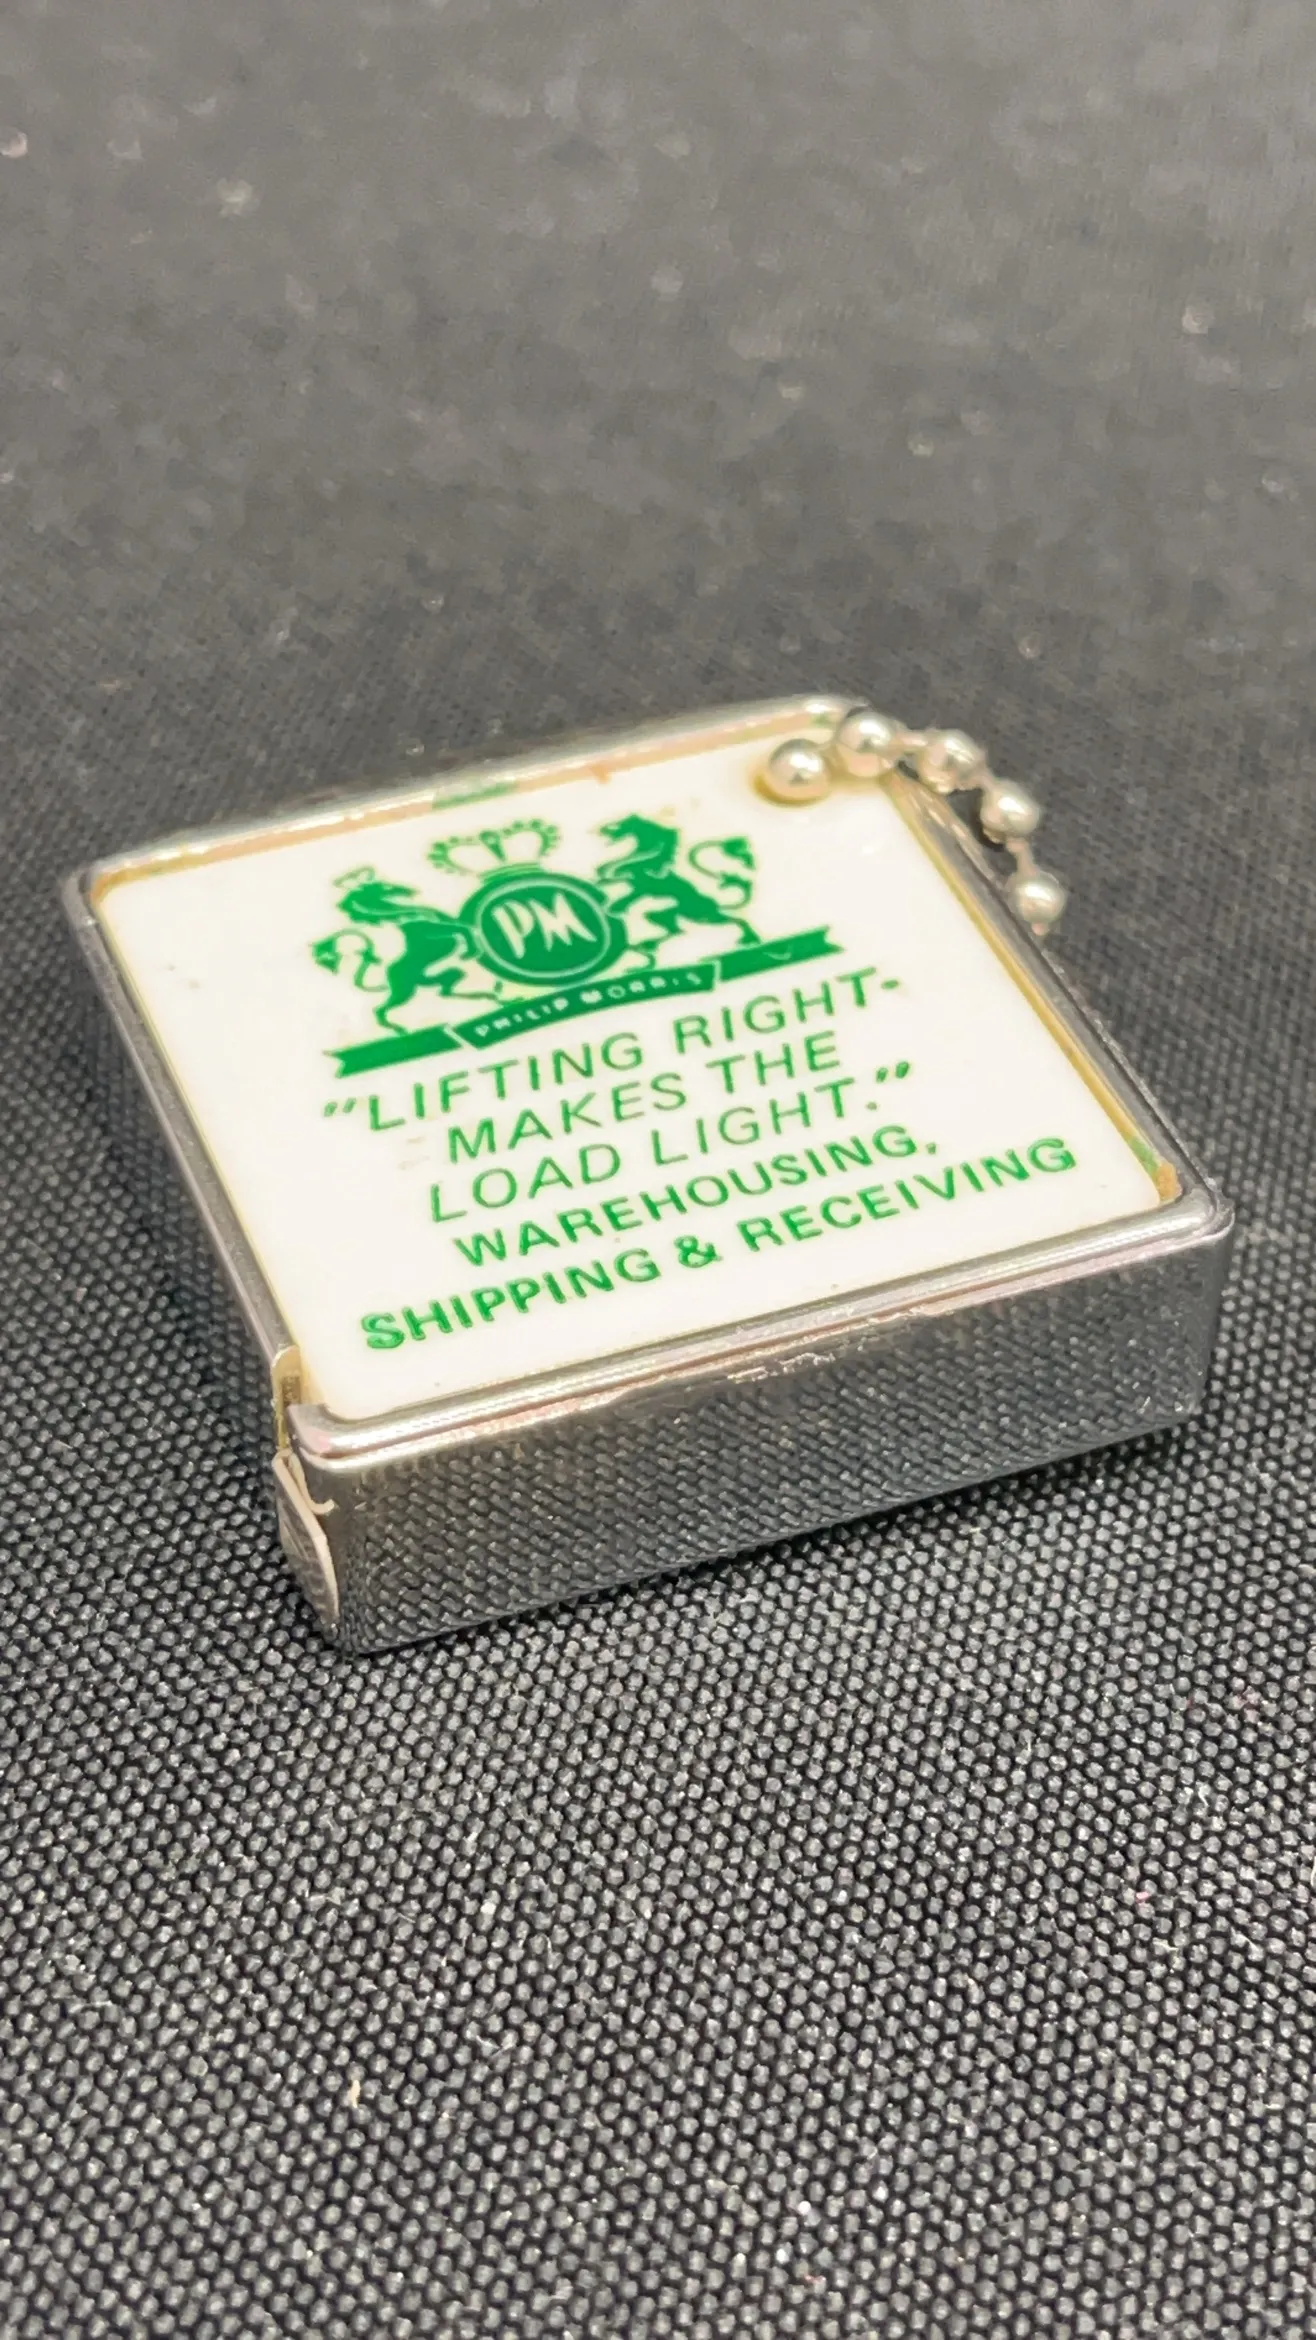 PM
PHILIP MORRIS
"LIFTING RIGHT-
MAKES THE
LOAD LIGHT."
WAREHOUSING,
SHIPPING & RECEIVING